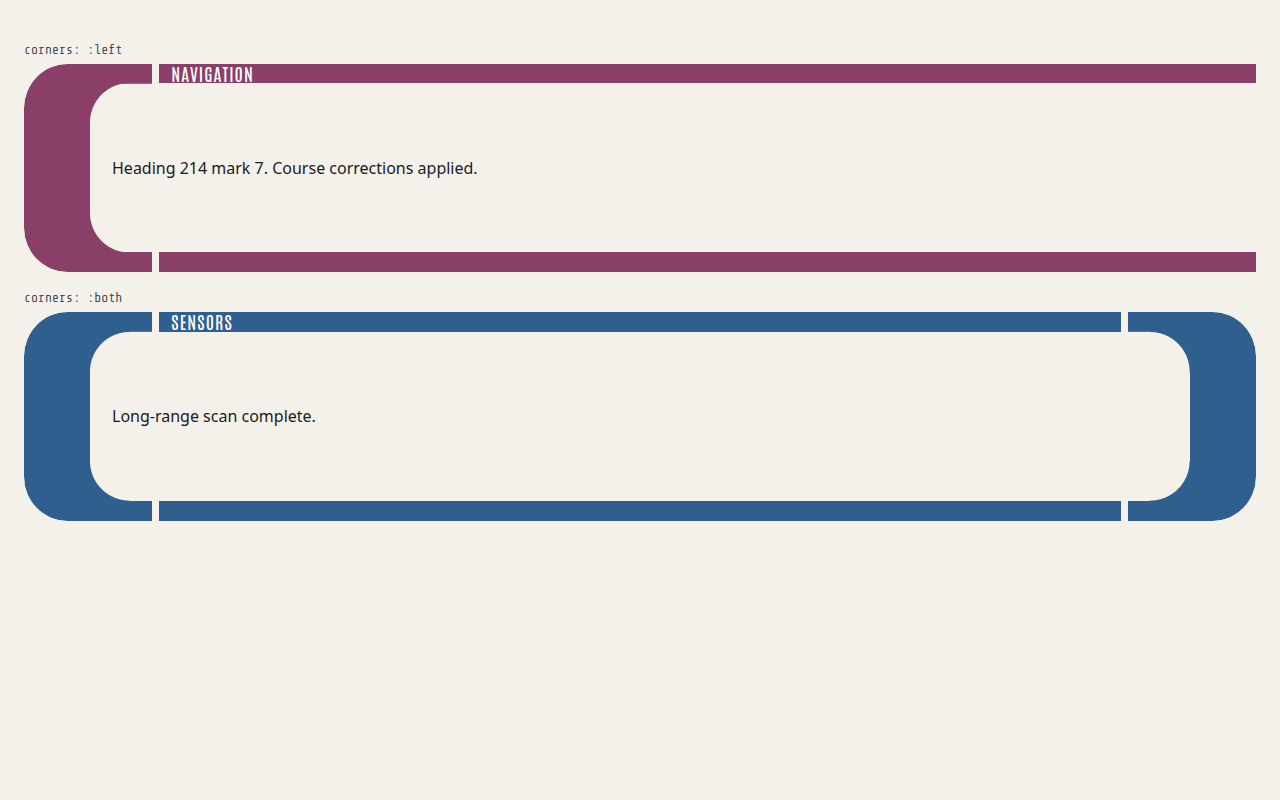 corners: :left
NAVIGATION
Heading 214 mark 7. Course corrections applied.
corners: :both
SENSORS
Long-range scan complete.